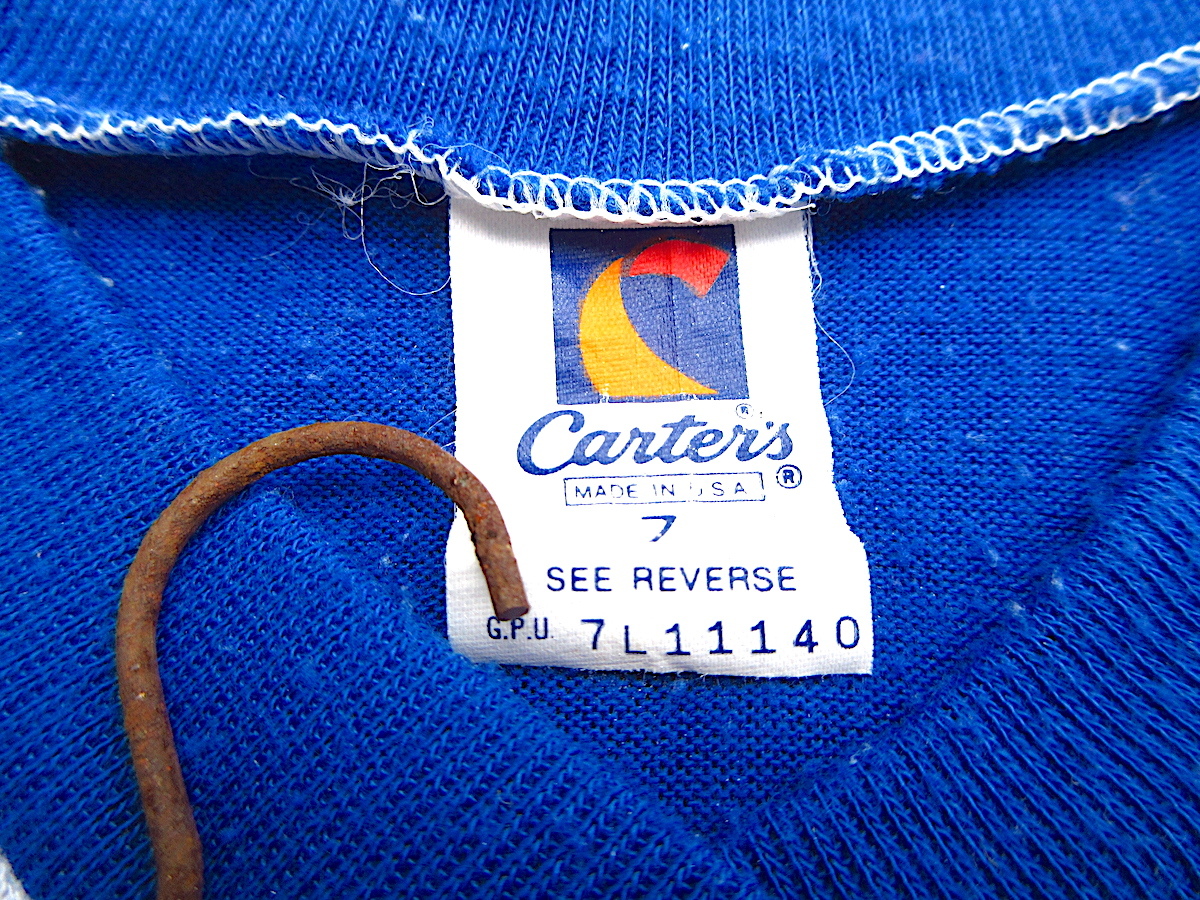 Carter's®
MADE IN U.S.A. ®
7
SEE REVERSE
G.P.U. 7L11140